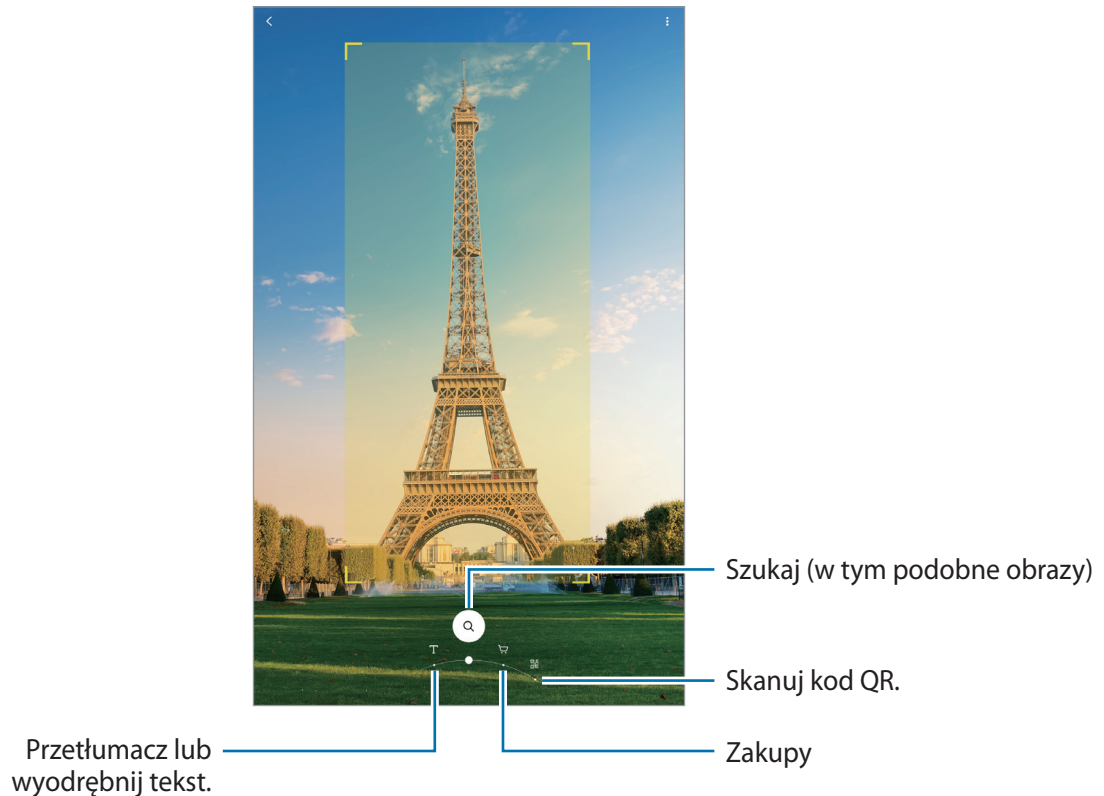 Szukaj (w tym podobne obrazy)
T
Skanuj kod QR.
Przetłumacz lub
wyodrębnij tekst.
Zakupy